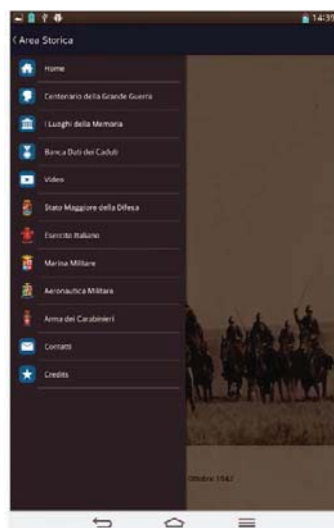 14:39
Area Storica
Home
Centenario della Grande Guerra
I Luoghi della Memoria
Banca Dati dei Caduti
Video
Stato Maggiore della Difesa
Esercito Italiano
Marina Militare
Aeronautica Militare
Arma dei Carabinieri
Contatti
Credits
Ottobre 1942